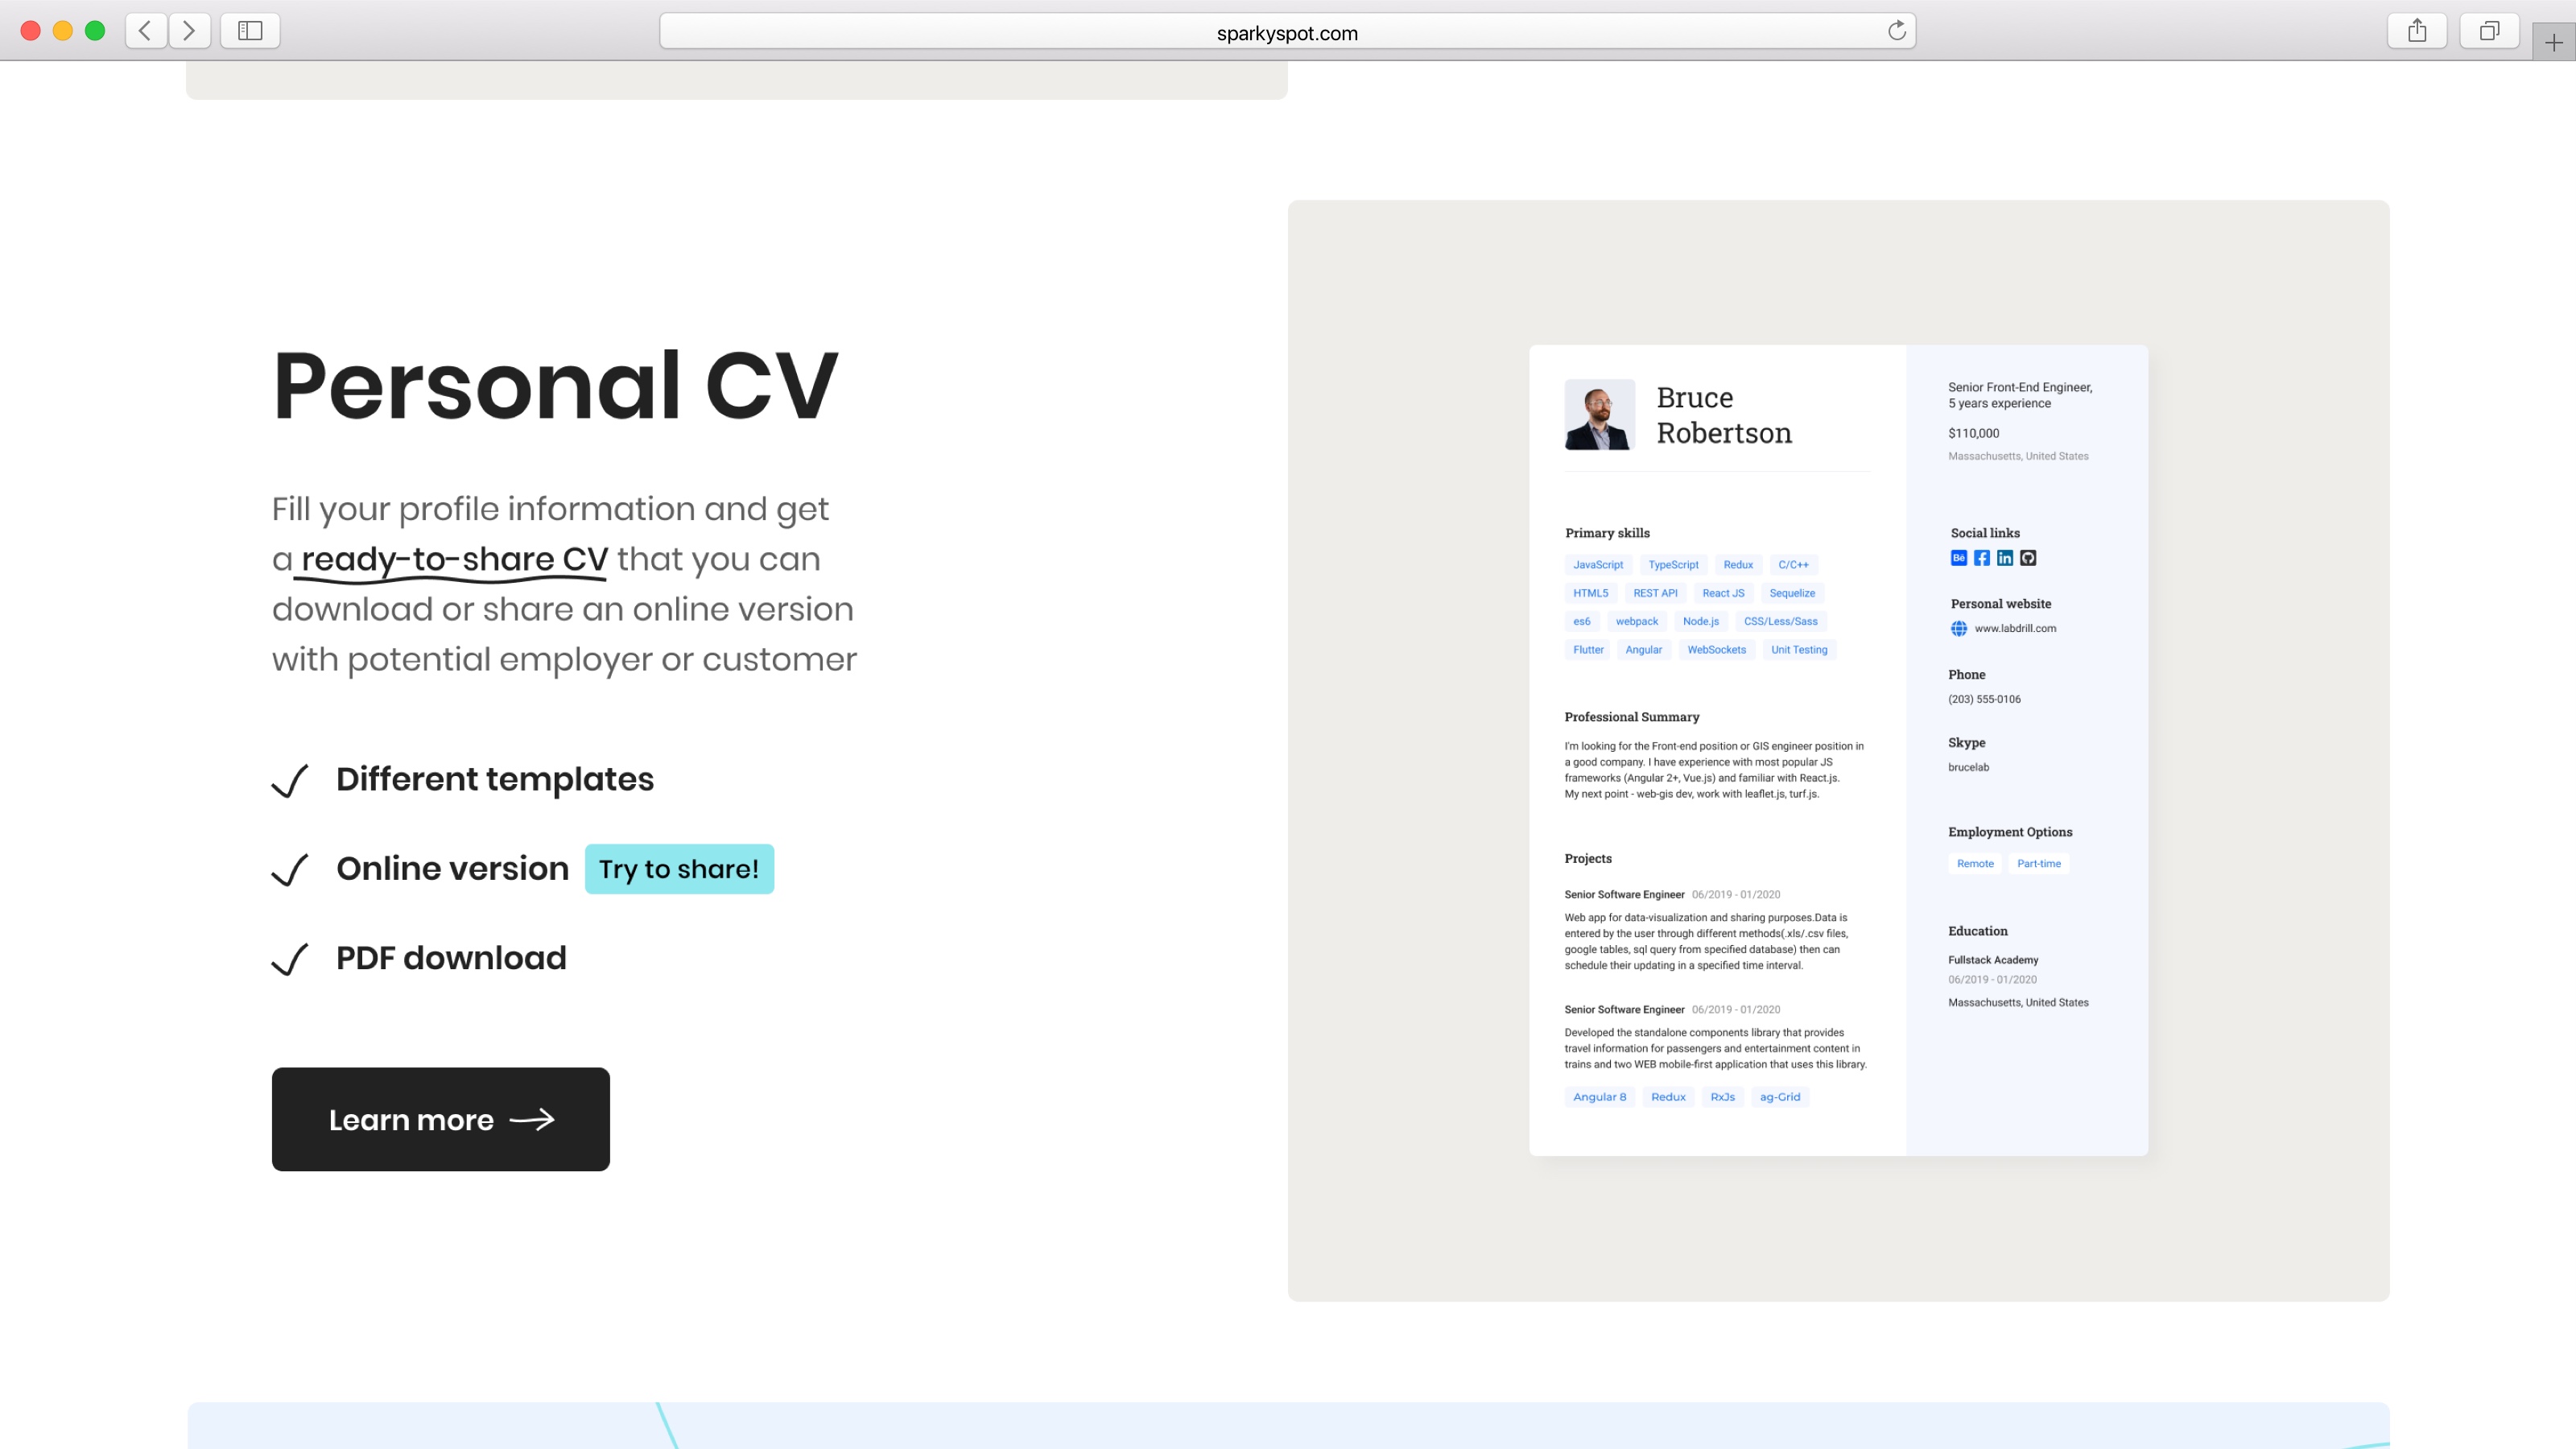 sparkyspot.com
Personal CV
Fill your profile information and get
a ready-to-share CV that you can
download or share an online version
with potential employer or customer
Different templates
Online version Try to share!
PDF download
Learn more
Bruce
Robertson
Primary skills
JavaScript TypeScript Redux C/C++
HTML5 REST API React JS Sequelize
es6 webpack Node.js CSS/Less/Sass
Flutter Angular WebSockets Unit Testing
Professional Summary
I'm looking for the Front-end position or GIS engineer position in
a good company. I have experience with most popular JS
frameworks (Angular 2+, Vue.js) and familiar with React.js.
My next point - web-gis dev, work with leaflet.js, turf.js.
Projects
Senior Software Engineer 06/2019 - 01/2020
Web app for data-visualization and sharing purposes.Data is
entered by the user through different methods(.xls/.csv files,
google tables, sql query from specified database) then can
schedule their updating in a specified time interval.
Senior Software Engineer 06/2019 - 01/2020
Developed the standalone components library that provides
travel information for passengers and entertainment content in
trains and two WEB mobile-first application that uses this library.
Angular 8 Redux RxJs ag-Grid
Senior Front-End Engineer,
5 years experience
$110,000
Massachusetts, United States
Social links
Bē f in
Personal website
www.labdrill.com
Phone
(203) 555-0106
Skype
brucelab
Employment Options
Remote Part-time
Education
Fullstack Academy
06/2019 - 01/2020
Massachusetts, United States